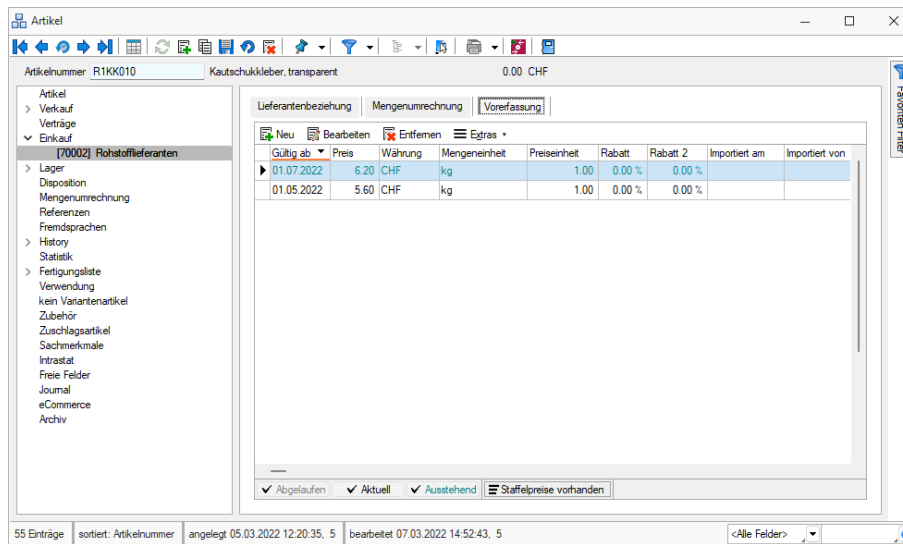 Artikel
Artikelnummer R1KK010 Kautschukkleber, transparent 0.00 CHF
Favoriten Filter
Artikel
Verkauf
Verträge
Einkauf
[70002] Rohstofflieferanten
Lager
Disposition
Mengenumrechnung
Referenzen
Fremdsprachen
History
Statistik
Fertigungsliste
Verwendung
kein Variantenartikel
Zubehör
Zuschlagsartikel
Sachmerkmale
Intrastat
Freie Felder
Journal
eCommerce
Archiv
Lieferantenbeziehung Mengenumrechnung Vorerfassung
Neu Bearbeiten Entfernen Extras
Gültig ab Preis Währung Mengeneinheit Preiseinheit Rabatt Rabatt 2 Importiert am Importiert von
01.07.2022 6.20 CHF kg 1.00 0.00 % 0.00 %
01.05.2022 5.60 CHF kg 1.00 0.00 % 0.00 %
Abgelaufen Aktuell Ausstehend Staffelpreise vorhanden
55 Einträge sortiert: Artikelnummer angelegt 05.03.2022 12:20:35, 5 bearbeitet 07.03.2022 14:52:43, 5 <Alle Felder>